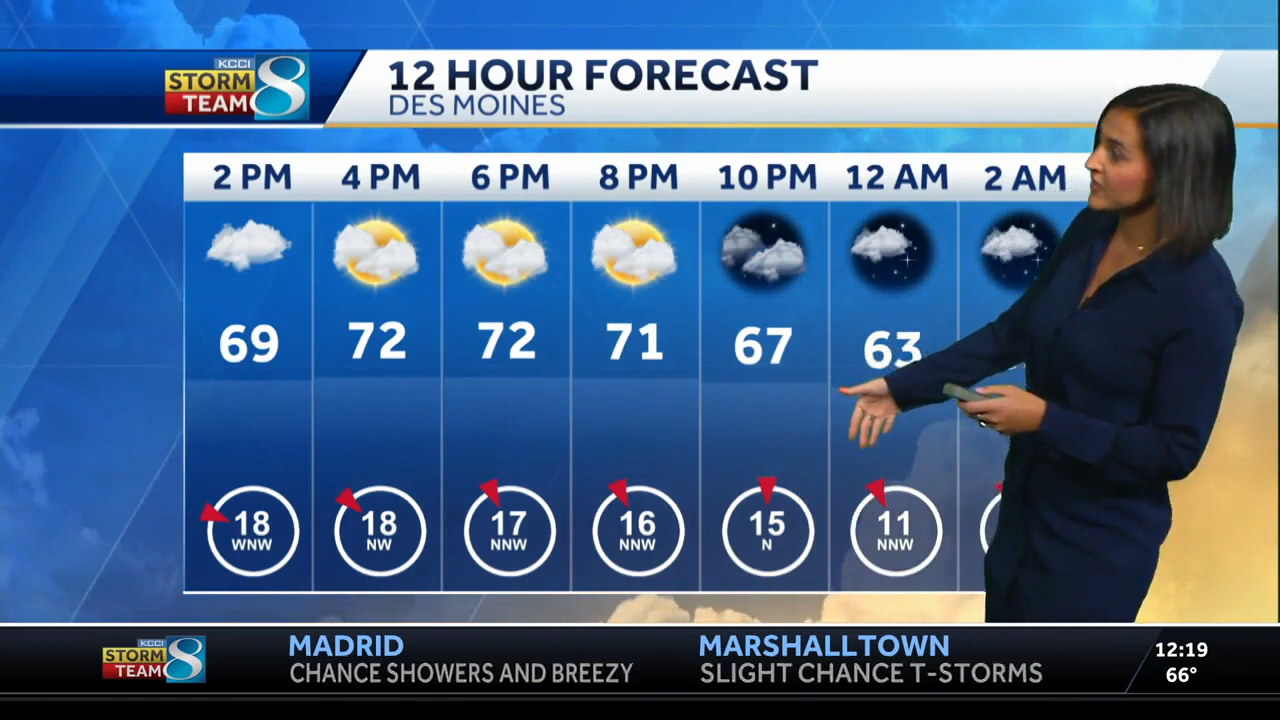 KCCI
STORM
TEAM 8
12 HOUR FORECAST
DES MOINES
2 PM 4 PM 6 PM 8 PM 10 PM 12 AM 2 AM
69 72 72 71 67 63
18 18 17 16 15 11
WNW NW NNW NNW N NNW
KCCI
STORM
TEAM 8
MADRID
CHANCE SHOWERS AND BREEZY
MARSHALLTOWN
SLIGHT CHANCE T-STORMS
12:19
66°